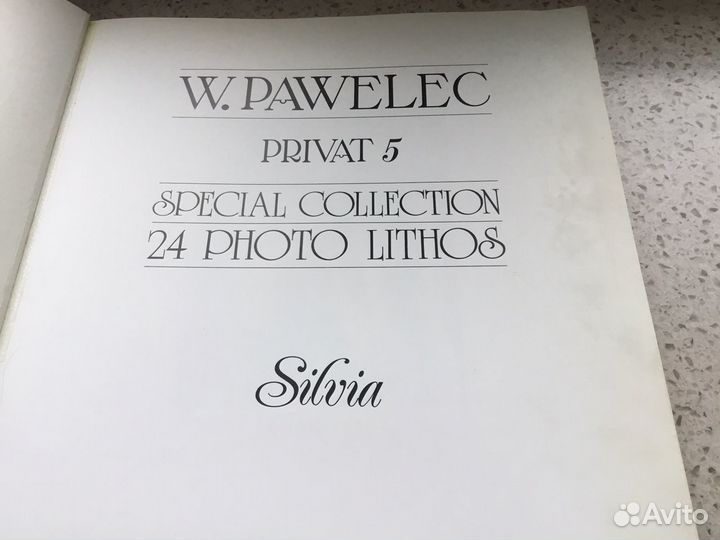 W. PAWELEC
PRIVAT 5
SPECIAL COLLECTION
24 PHOTO LITHOS
Silvia
Avito